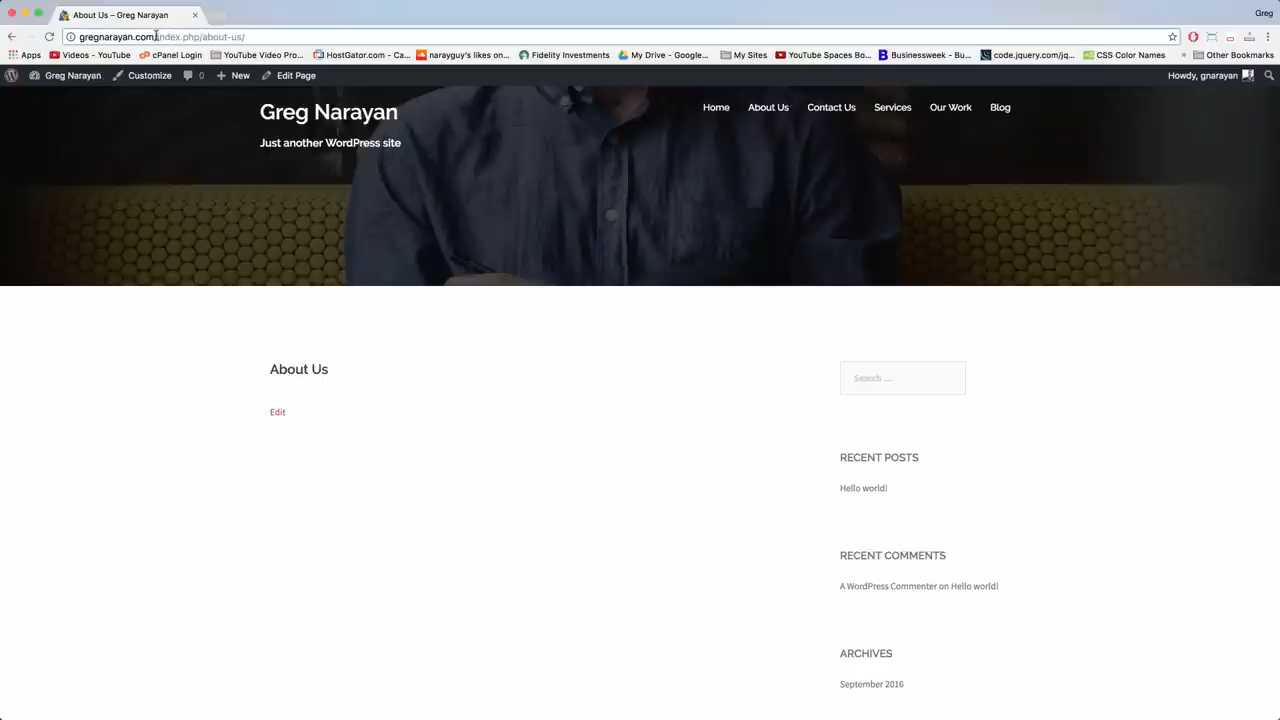 About Us – Greg Narayan
Greg
gregnarayan.com/index.php/about-us/
Apps Videos - YouTube cPanel Login YouTube Video Pro... HostGator.com - Ca... narayguy's likes on... Fidelity Investments My Drive - Google... My Sites YouTube Spaces Bo... Businessweek - Bu... code.jquery.com/jq... CSS Color Names » Other Bookmarks
Greg Narayan Customize 0 New Edit Page Howdy, gnarayan
Greg Narayan
Just another WordPress site
Home About Us Contact Us Services Our Work Blog
About Us
Edit
Search …
RECENT POSTS
Hello world!
RECENT COMMENTS
A WordPress Commenter on Hello world!
ARCHIVES
September 2016